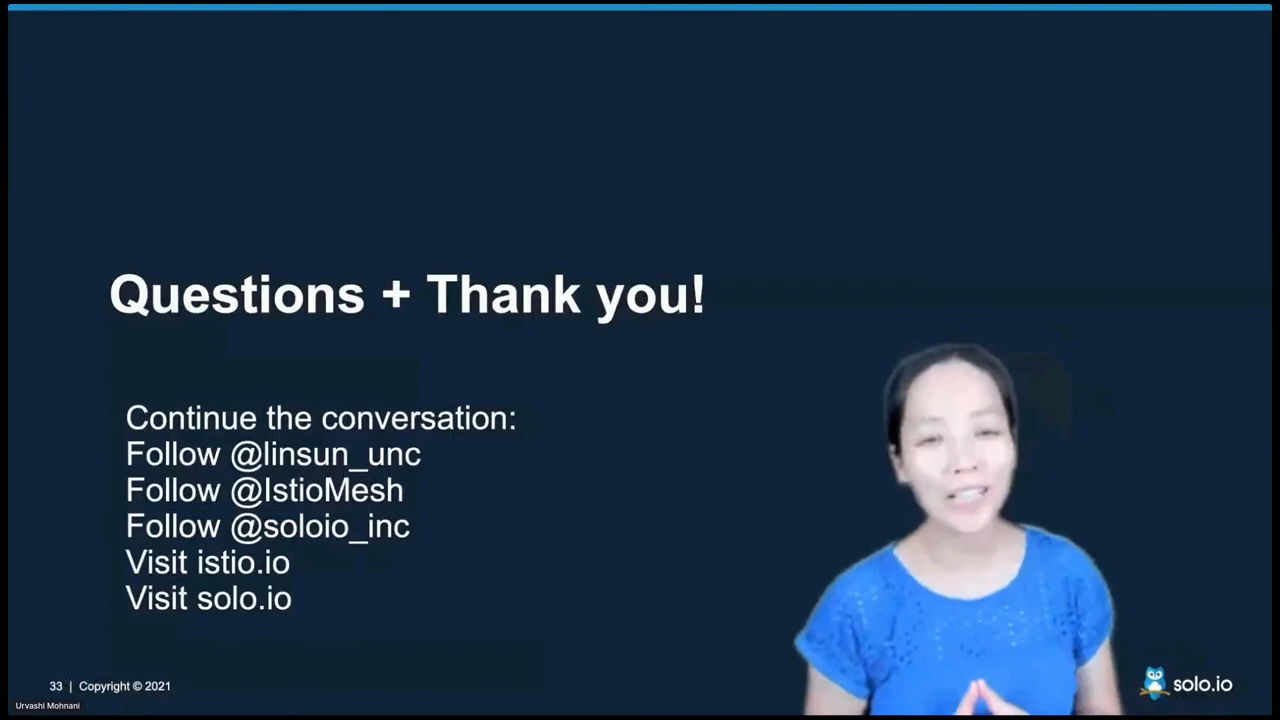 Questions + Thank you!
Continue the conversation:
Follow @linsun_unc
Follow @IstioMesh
Follow @soloio_inc
Visit istio.io
Visit solo.io
33 | Copyright © 2021
solo.io
Urvashi Mohnani